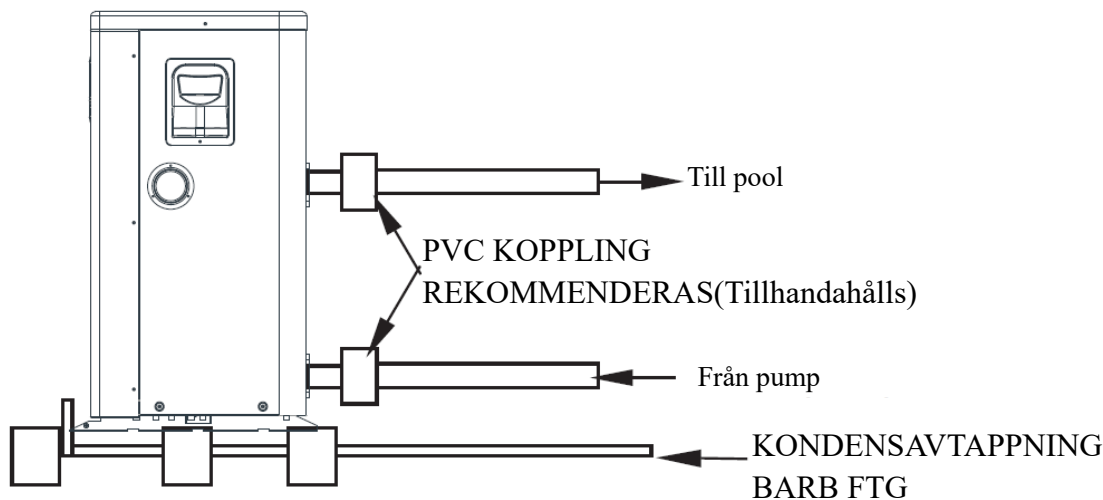 Till pool
PVC KOPPLING
REKOMMENDERAS(Tillhandahålls)
Från pump
KONDENSAVTAPPNING
BARB FTG